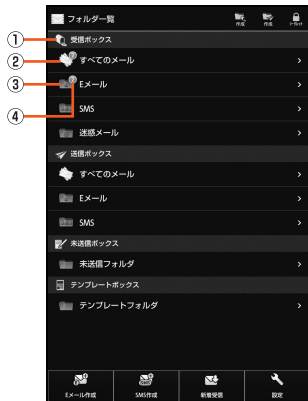 フォルダ一覧
作成
作成
① 受信ボックス
② すべてのメール
③ Eメール
④ SMS
迷惑メール
送信ボックス
すべてのメール
Eメール
SMS
未送信ボックス
未送信フォルダ
テンプレートボックス
テンプレートフォルダ
Eメール作成
SMS作成
新着受信
設定